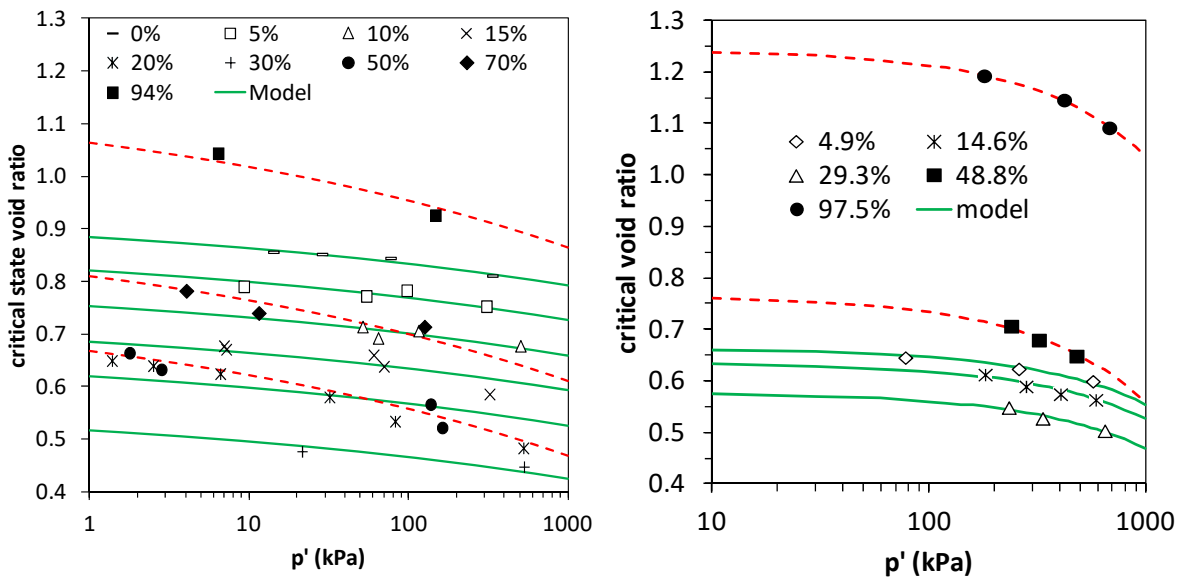 critical state void ratio
1.3
1.2
1.1
1.0
0.9
0.8
0.7
0.6
0.5
0.4
0% 5% 10% 15%
20% 30% 50% 70%
94% Model
1 10 100 1000
p' (kPa)
critical void ratio
1.3
1.2
1.1
1.0
0.9
0.8
0.7
0.6
0.5
0.4
0.3
4.9% 14.6%
29.3% 48.8%
97.5% model
10 100 1000
p' (kPa)